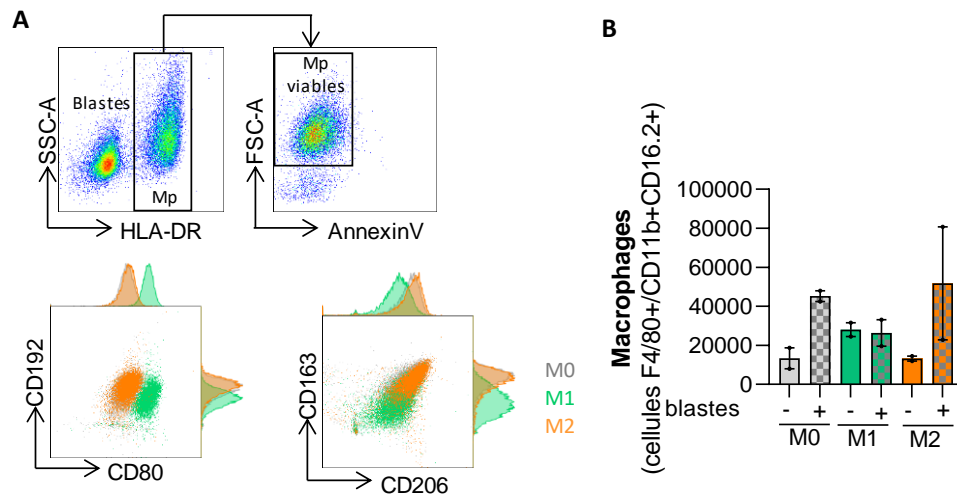 A
SSC-A
Blastes
Mp
HLA-DR
FSC-A
Mp
viables
AnnexinV
CD192
CD80
CD163
CD206
M0
M1
M2
B
Macrophages
(cellules F4/80+/CD11b+CD16.2+)
100000
80000
60000
40000
20000
0
blastes - + - + - +
M0 M1 M2